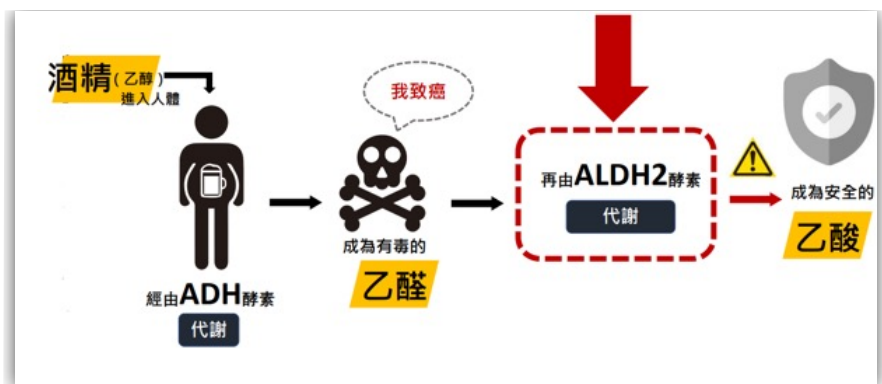 酒精(乙醇)
進入人體
經由ADH酵素
代謝
我致癌
成為有毒的
乙醛
再由ALDH2酵素
代謝
成為安全的
乙酸